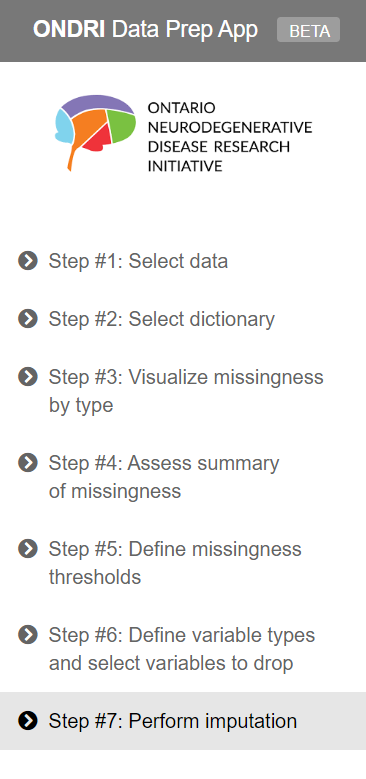 ONDRI Data Prep App BETA
ONTARIO
NEURODEGENERATIVE
DISEASE RESEARCH
INITIATIVE
Step #1: Select data
Step #2: Select dictionary
Step #3: Visualize missingness
by type
Step #4: Assess summary
of missingness
Step #5: Define missingness
thresholds
Step #6: Define variable types
and select variables to drop
Step #7: Perform imputation